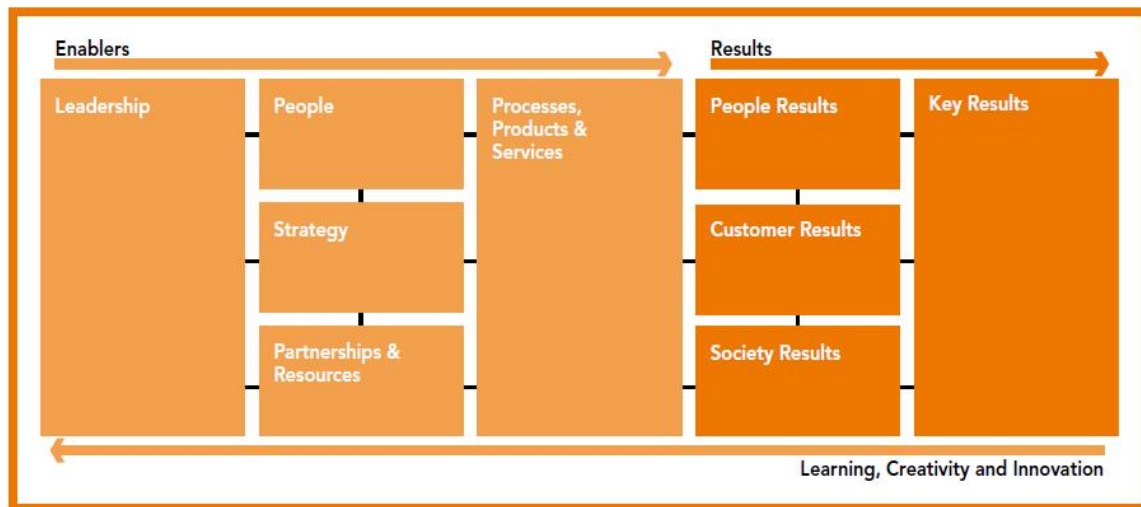 Enablers
Results
Leadership
People
Processes,
Products &
Services
People Results
Key Results
Strategy
Customer Results
Partnerships &
Resources
Society Results
Learning, Creativity and Innovation